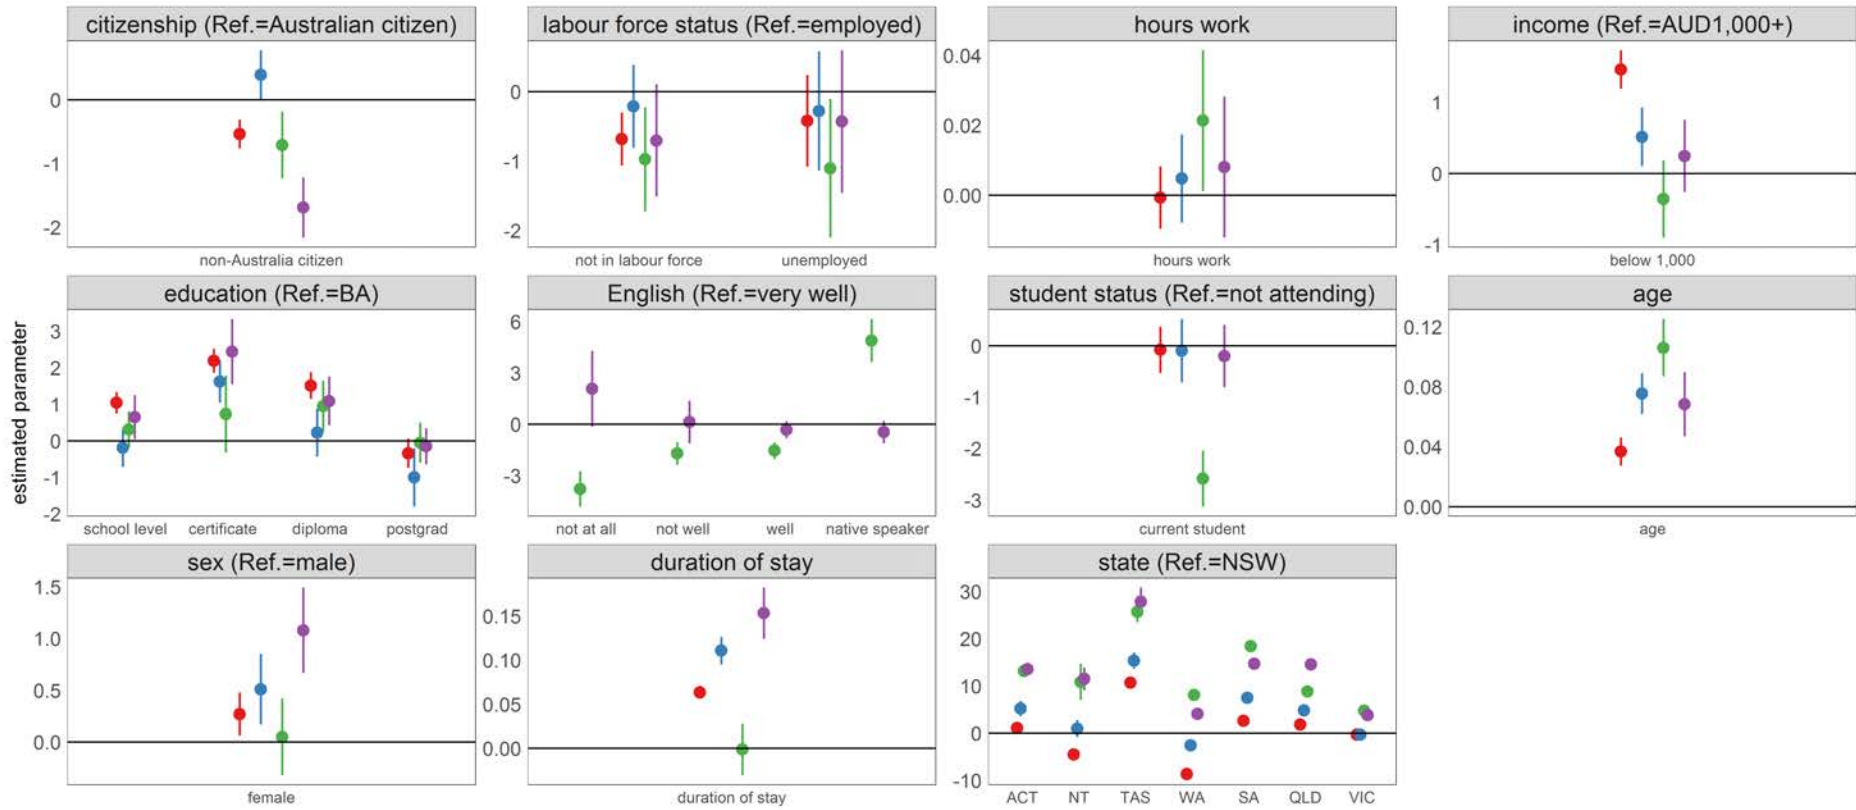 citizenship (Ref.=Australian citizen)
0
-1
-2
non-Australia citizen
labour force status (Ref.=employed)
0
-1
-2
not in labour force unemployed
hours work
0.04
0.02
0.00
hours work
income (Ref.=AUD1,000+)
1
0
-1
below 1,000
estimated parameter
education (Ref.=BA)
3
2
1
0
-1
-2
school level certificate diploma postgrad
English (Ref.=very well)
6
3
0
-3
not at all not well well native speaker
student status (Ref.=not attending)
0
-1
-2
-3
current student
age
0.12
0.08
0.04
0.00
age
sex (Ref.=male)
1.5
1.0
0.5
0.0
female
duration of stay
0.15
0.10
0.05
0.00
duration of stay
state (Ref.=NSW)
30
20
10
0
-10
ACT NT TAS WA SA QLD VIC